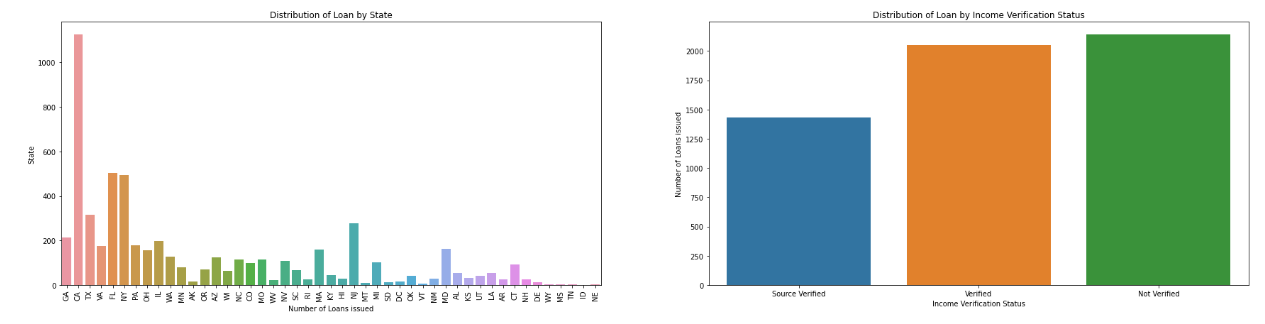 Distribution of Loan by State
1000
800
600
400
200
0
State
GA CA TX VA FL NY PA OH IL WA MN AK OR AZ WI NC CO MO WV NV SC RI MA KY HI NJ MT MI SD DC OK VT NM MD AL KS UT LA AR CT NH DE WY MS TN ID NE
Number of Loans issued
Distribution of Loan by Income Verification Status
2000
1750
1500
1250
1000
750
500
250
0
Number of Loans issued
Source Verified Verified Not Verified
Income Verification Status